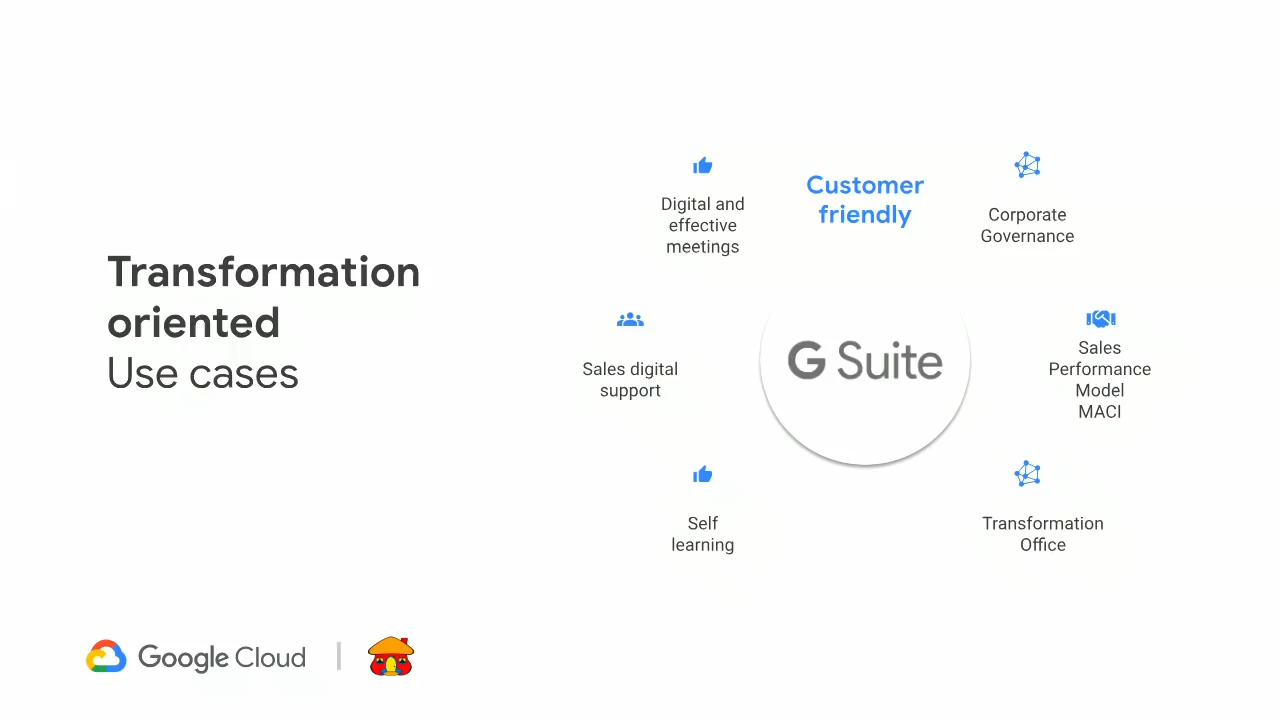 Transformation
oriented
Use cases
Digital and
effective
meetings
Customer
friendly
Corporate
Governance
Sales digital
support
G Suite
Sales
Performance
Model
MACI
Self
learning
Transformation
Office
Google Cloud